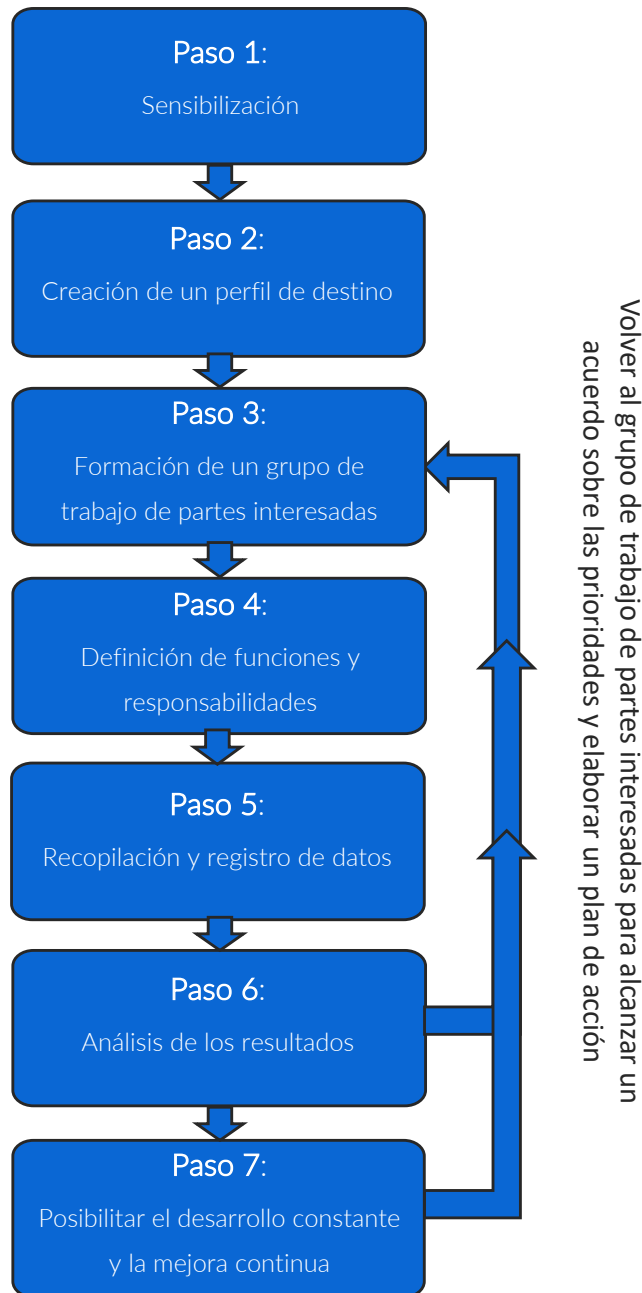 Paso 1:
Sensibilización
Paso 2:
Creación de un perfil de destino
Paso 3:
Formación de un grupo de
trabajo de partes interesadas
Paso 4:
Definición de funciones y
responsabilidades
Paso 5:
Recopilación y registro de datos
Paso 6:
Análisis de los resultados
Paso 7:
Posibilitar el desarrollo constante
y la mejora continua
Volver al grupo de trabajo de partes interesadas para alcanzar un
acuerdo sobre las prioridades y elaborar un plan de acción